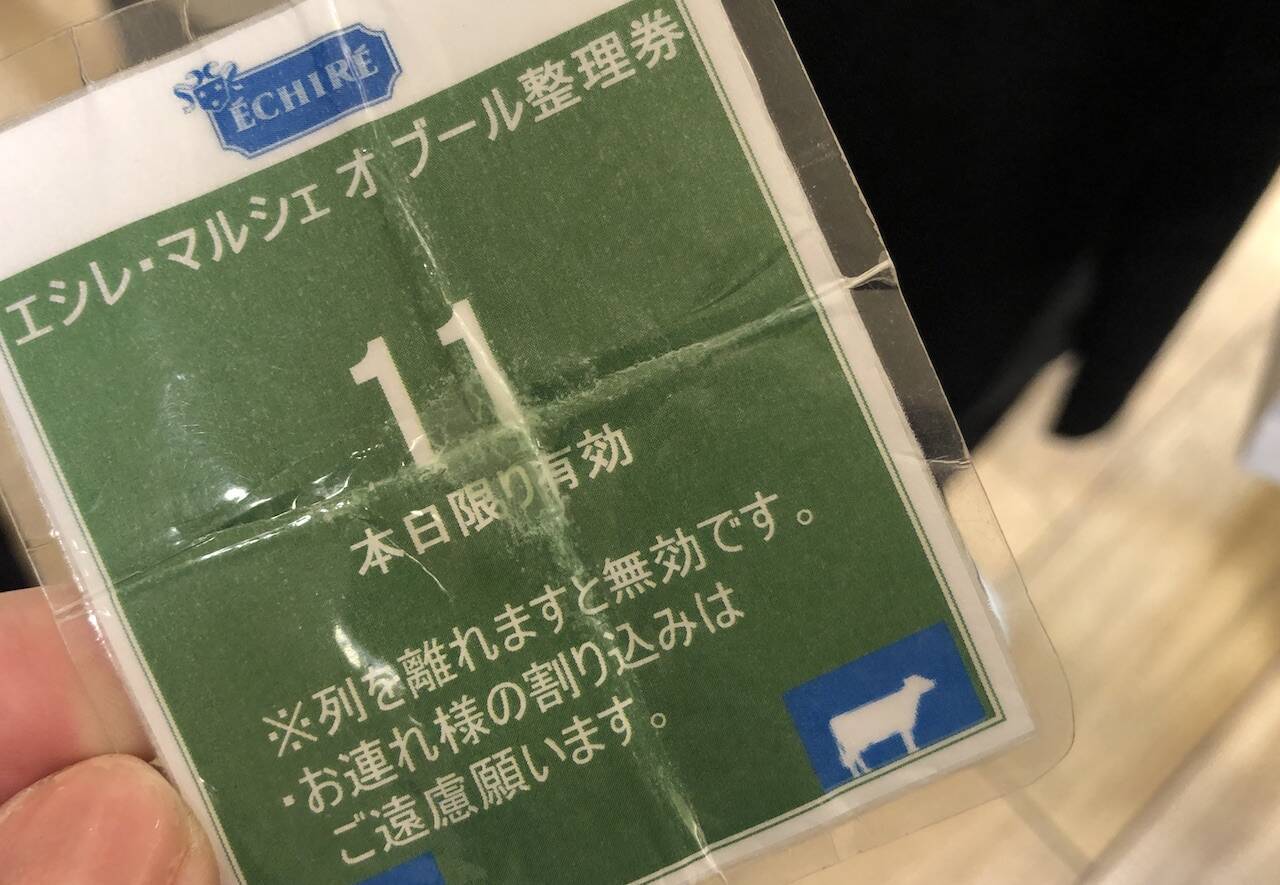 ÉCHIRÉ
エシレ・マルシェ オ ブール整理券
11
本日限り有効
※列を離れますと無効です。
・お連れ様の割り込みは
ご遠慮願います。